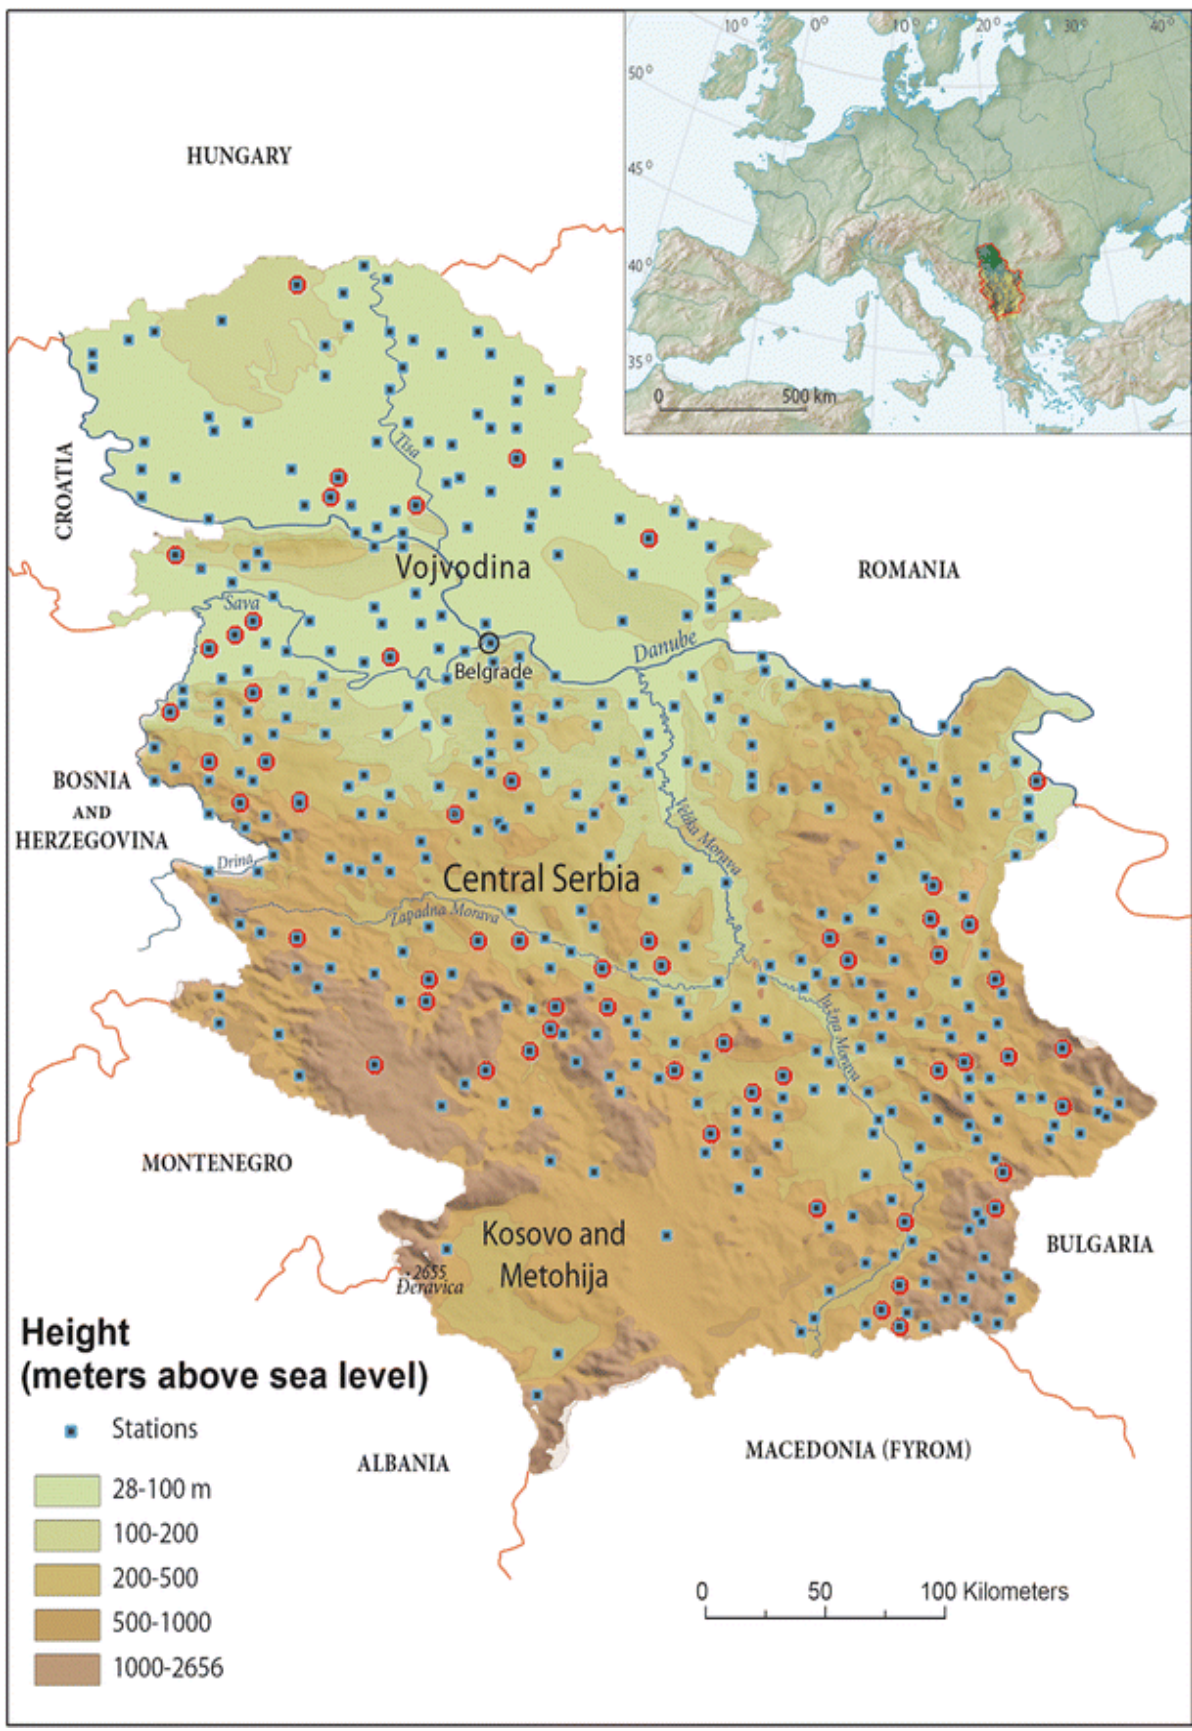 10° 0° 10° 20° 30° 40°
50°
45°
40°
35°
0 500 km
HUNGARY
CROATIA
Tisa
Vojvodina
ROMANIA
Sava
Danube
Belgrade
BOSNIA
AND
HERZEGOVINA
Velika Morava
Drina
Central Serbia
Zapadna Morava
Južna Morava
MONTENEGRO
Kosovo and
Metohija
BULGARIA
2655
Đeravica
Height
(meters above sea level)
Stations
ALBANIA
MACEDONIA (FYROM)
28-100 m
100-200
200-500
500-1000
1000-2656
0 50 100 Kilometers